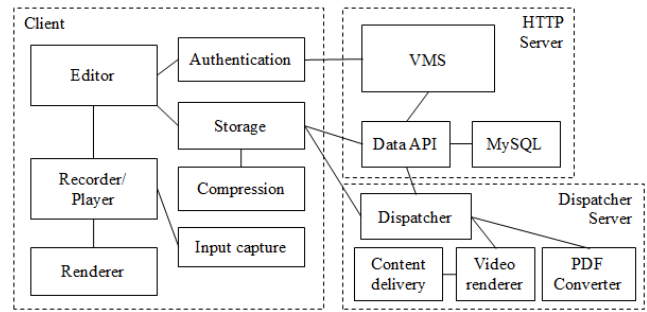 Client
Editor
Authentication
Storage
Compression
Recorder/
Player
Input capture
Renderer
HTTP
Server
VMS
Data API
MySQL
Dispatcher
Server
Dispatcher
Content
delivery
Video
renderer
PDF
Converter